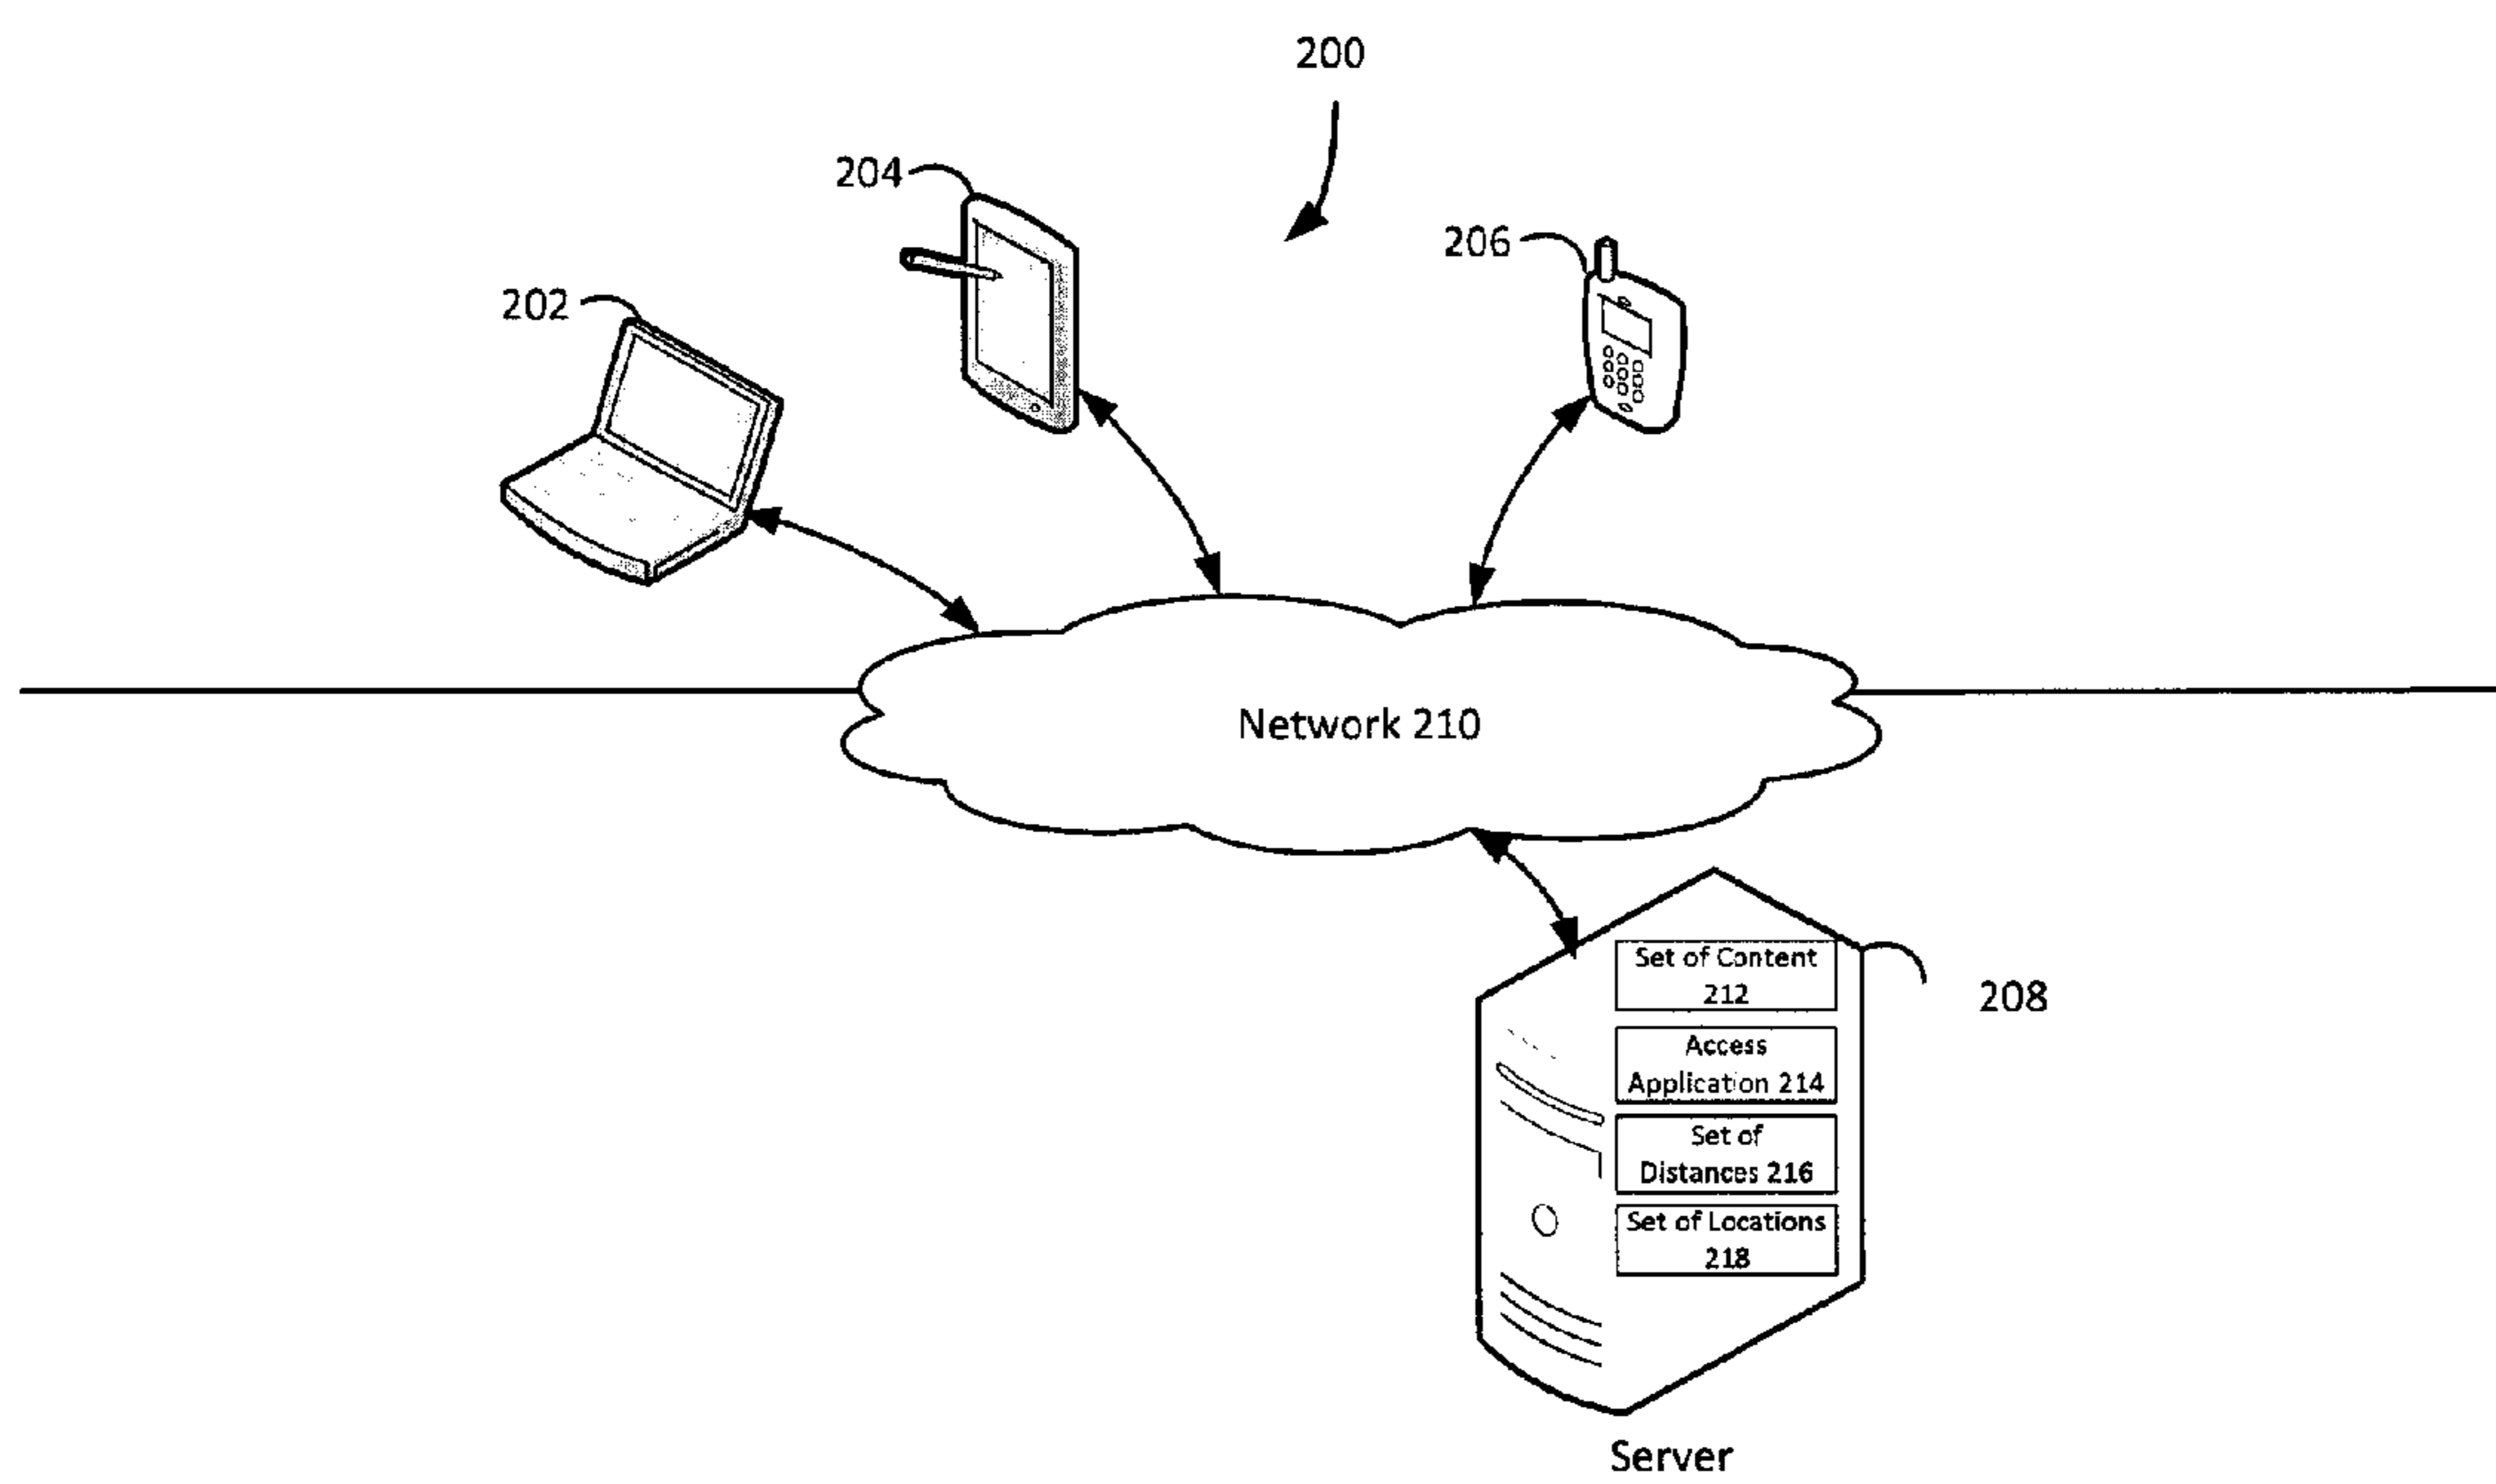 200
204
206
202
Network 210
Set of Content
212
208
Access
Application 214
Set of
Distances 216
Set of Locations
218
Server